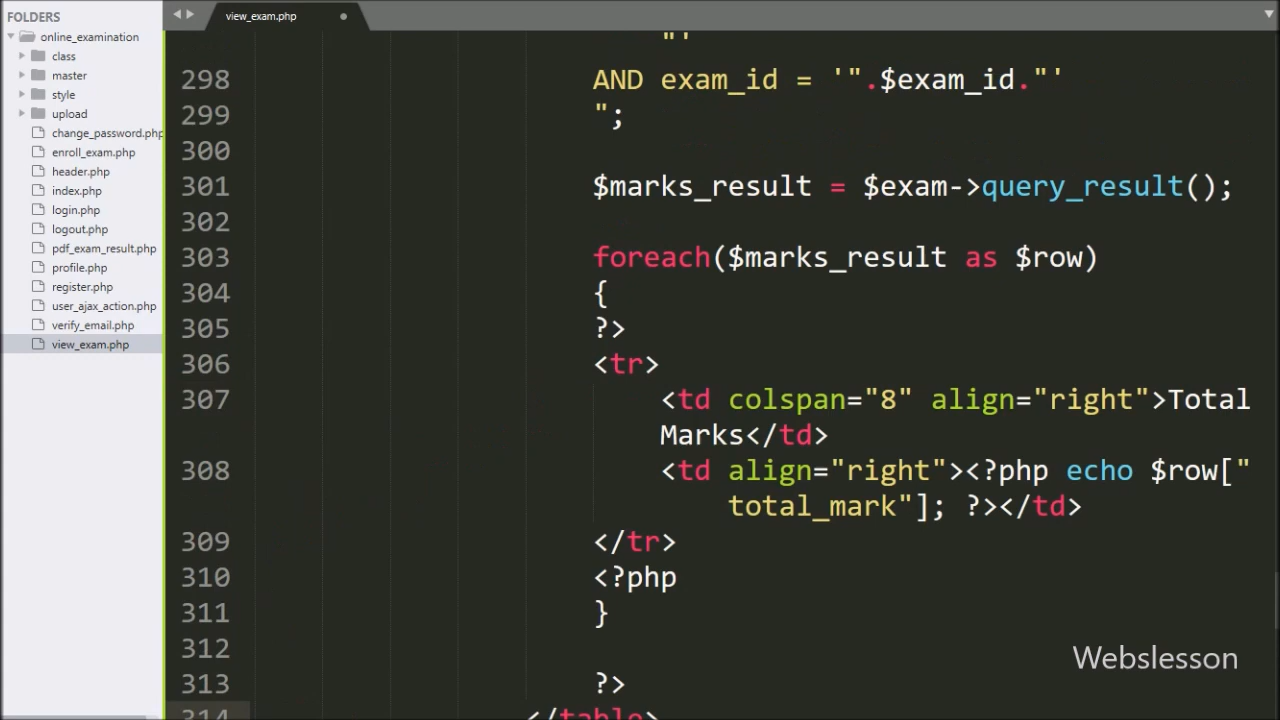 FOLDERS
online_examination
class
master
style
upload
change_password.php
enroll_exam.php
header.php
index.php
login.php
logout.php
pdf_exam_result.php
profile.php
register.php
user_ajax_action.php
verify_email.php
view_exam.php
view_exam.php
"'
298 AND exam_id = '".$exam_id."'
299 ";
300
301 $marks_result = $exam->query_result();
302
303 foreach($marks_result as $row)
304 {
305 ?>
306 <tr>
307 <td colspan="8" align="right">Total
Marks</td>
308 <td align="right"><?php echo $row["
total_mark"]; ?></td>
309 </tr>
310 <?php
311 }
312
313 ?>
314 </table>
Webslesson